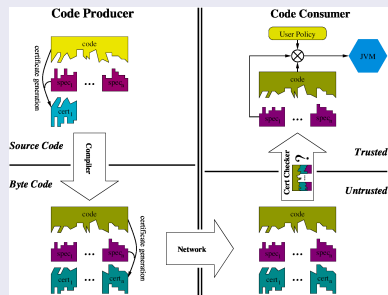 Code Producer
Code Consumer
code
certificate generation
spec₁ ... specₙ
cert₁
User Policy
JVM
code
spec₁ ... specₙ
Source Code
Compiler
Byte Code
Cert Checker
?
Trusted
Untrusted
code
certificate generation
spec₁ ... specₙ
cert₁ ... certₙ
Network
code
spec₁ ... specₙ
cert₁ ... certₙ